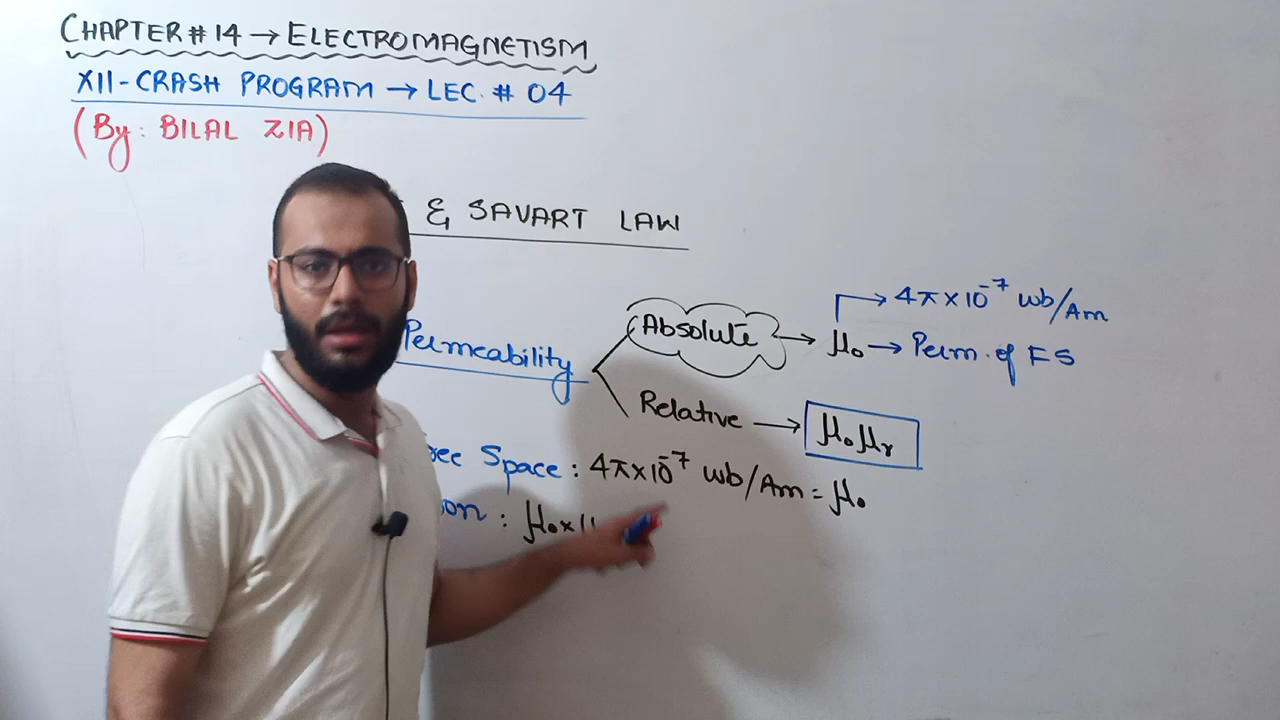 CHAPTER # 14 → ELECTROMAGNETISM
XII - CRASH PROGRAM → LEC. # 04
(By: BILAL ZIA)
& SAVART LAW
→ 4π×10⁻⁷ wb/Am
Permeability
Absolute → μ₀ → Perm. of FS
Relative → μ₀μᵣ
Space : 4π×10⁻⁷ wb/Am = μ₀
: μ₀×